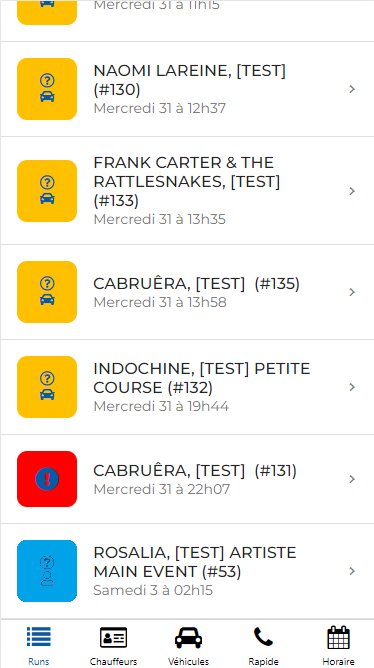 Mercredi 31 à 11h15
NAOMI LAREINE, [TEST]
(#130)
Mercredi 31 à 12h37
FRANK CARTER & THE
RATTLESNAKES, [TEST]
(#133)
Mercredi 31 à 13h35
CABRUÊRA, [TEST] (#135)
Mercredi 31 à 13h58
INDOCHINE, [TEST] PETITE
COURSE (#132)
Mercredi 31 à 19h44
CABRUÊRA, [TEST] (#131)
Mercredi 31 à 22h07
ROSALIA, [TEST] ARTISTE
MAIN EVENT (#53)
Samedi 3 à 02h15
Runs
Chauffeurs
Véhicules
Rapide
Horaire